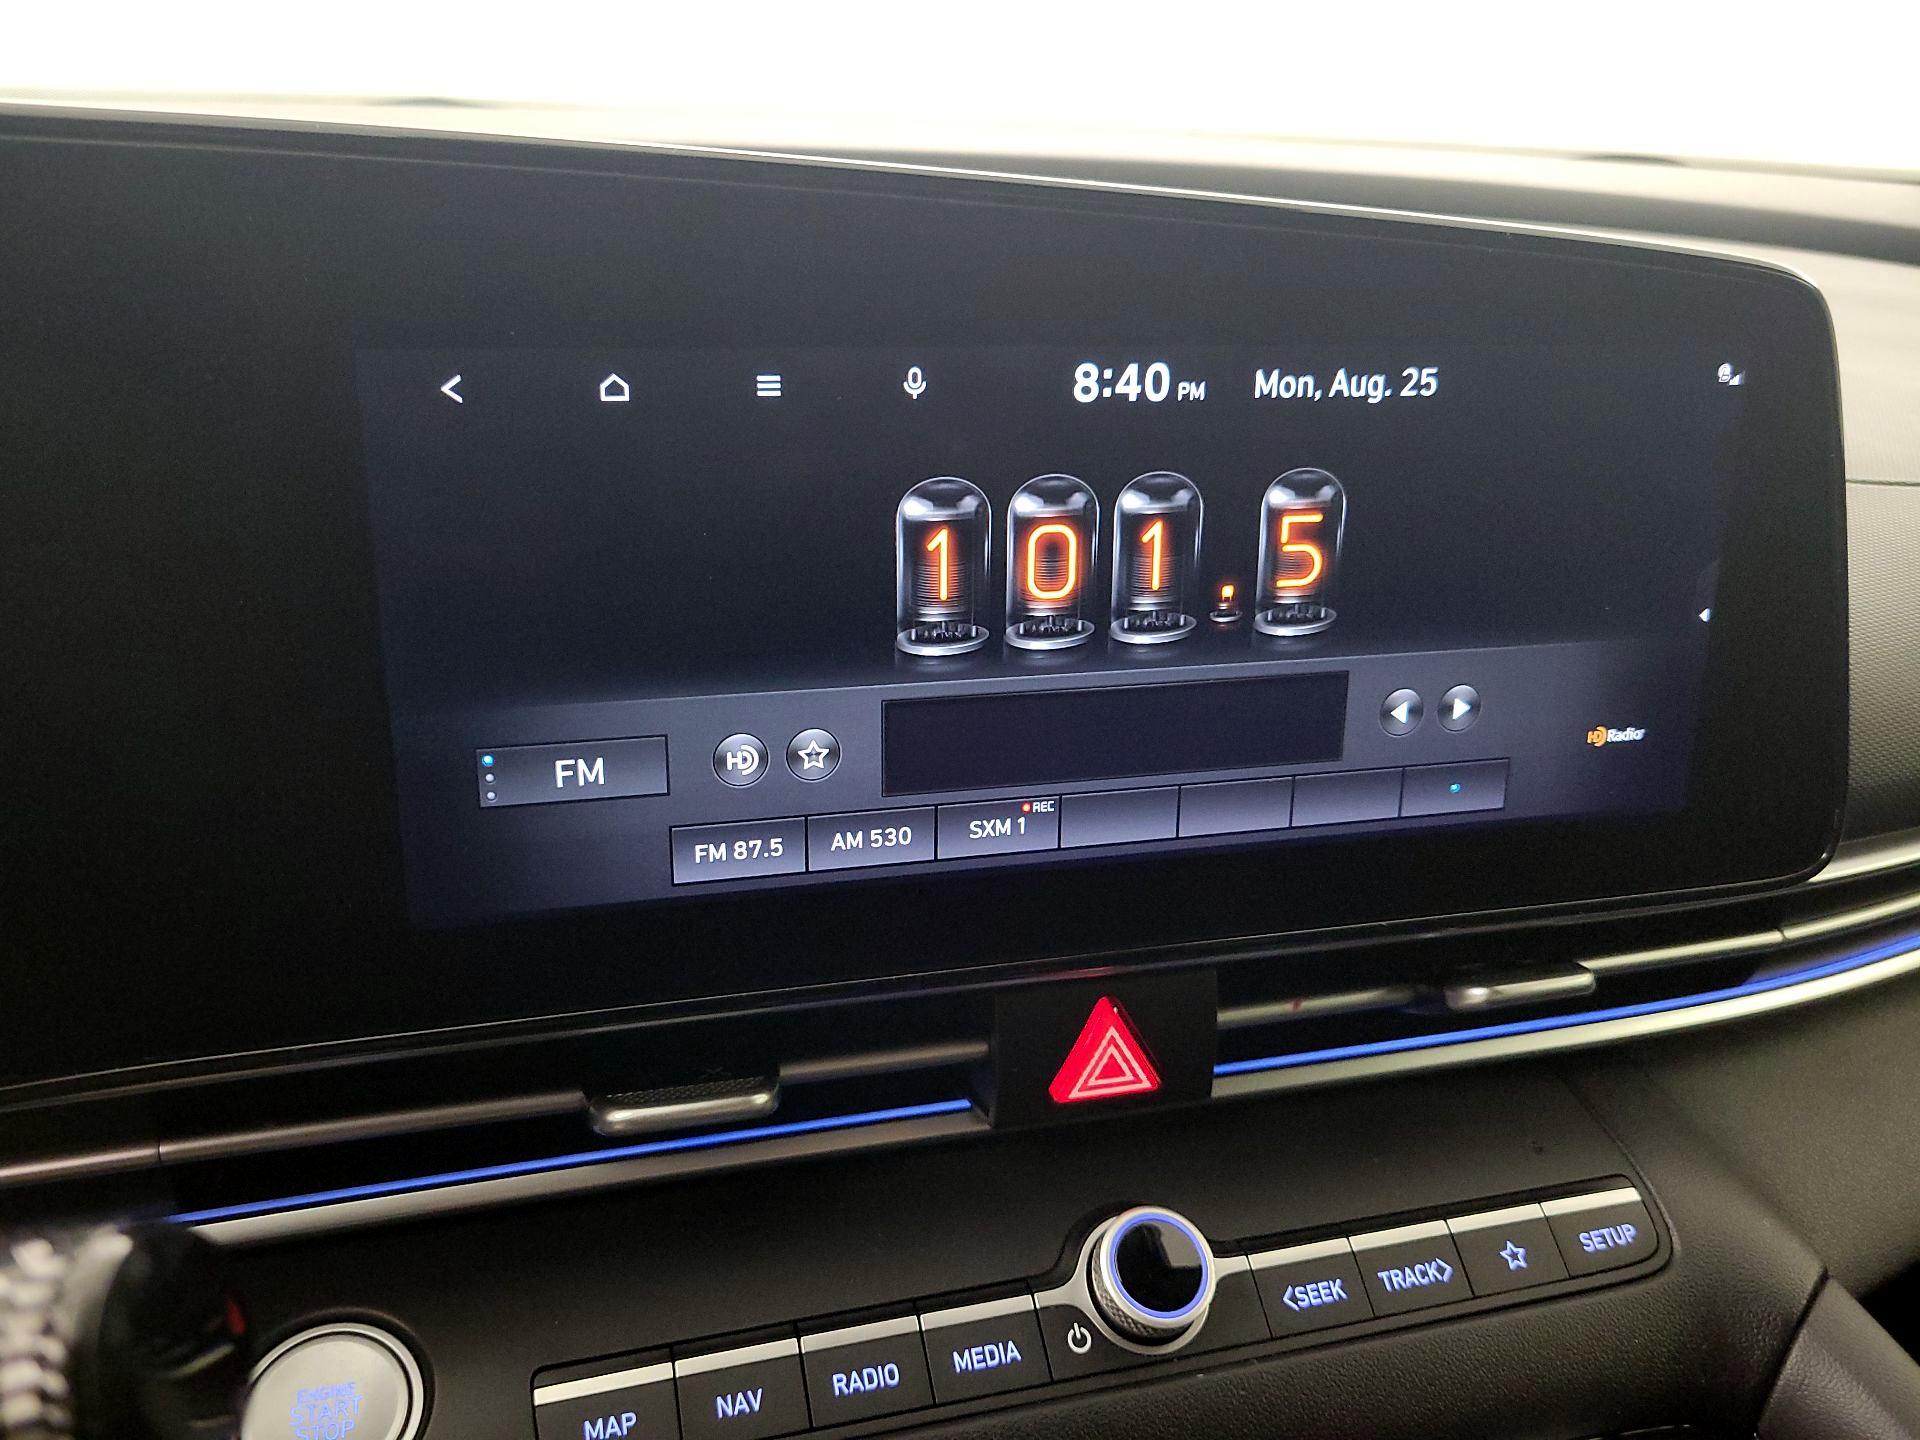 8:40 PM Mon, Aug. 25
101.5
FM
HD
HD Radio
FM 87.5
AM 530
SXM 1
REC
ENGINE
START
STOP
MAP
NAV
RADIO
MEDIA
<SEEK
TRACK>
SETUP